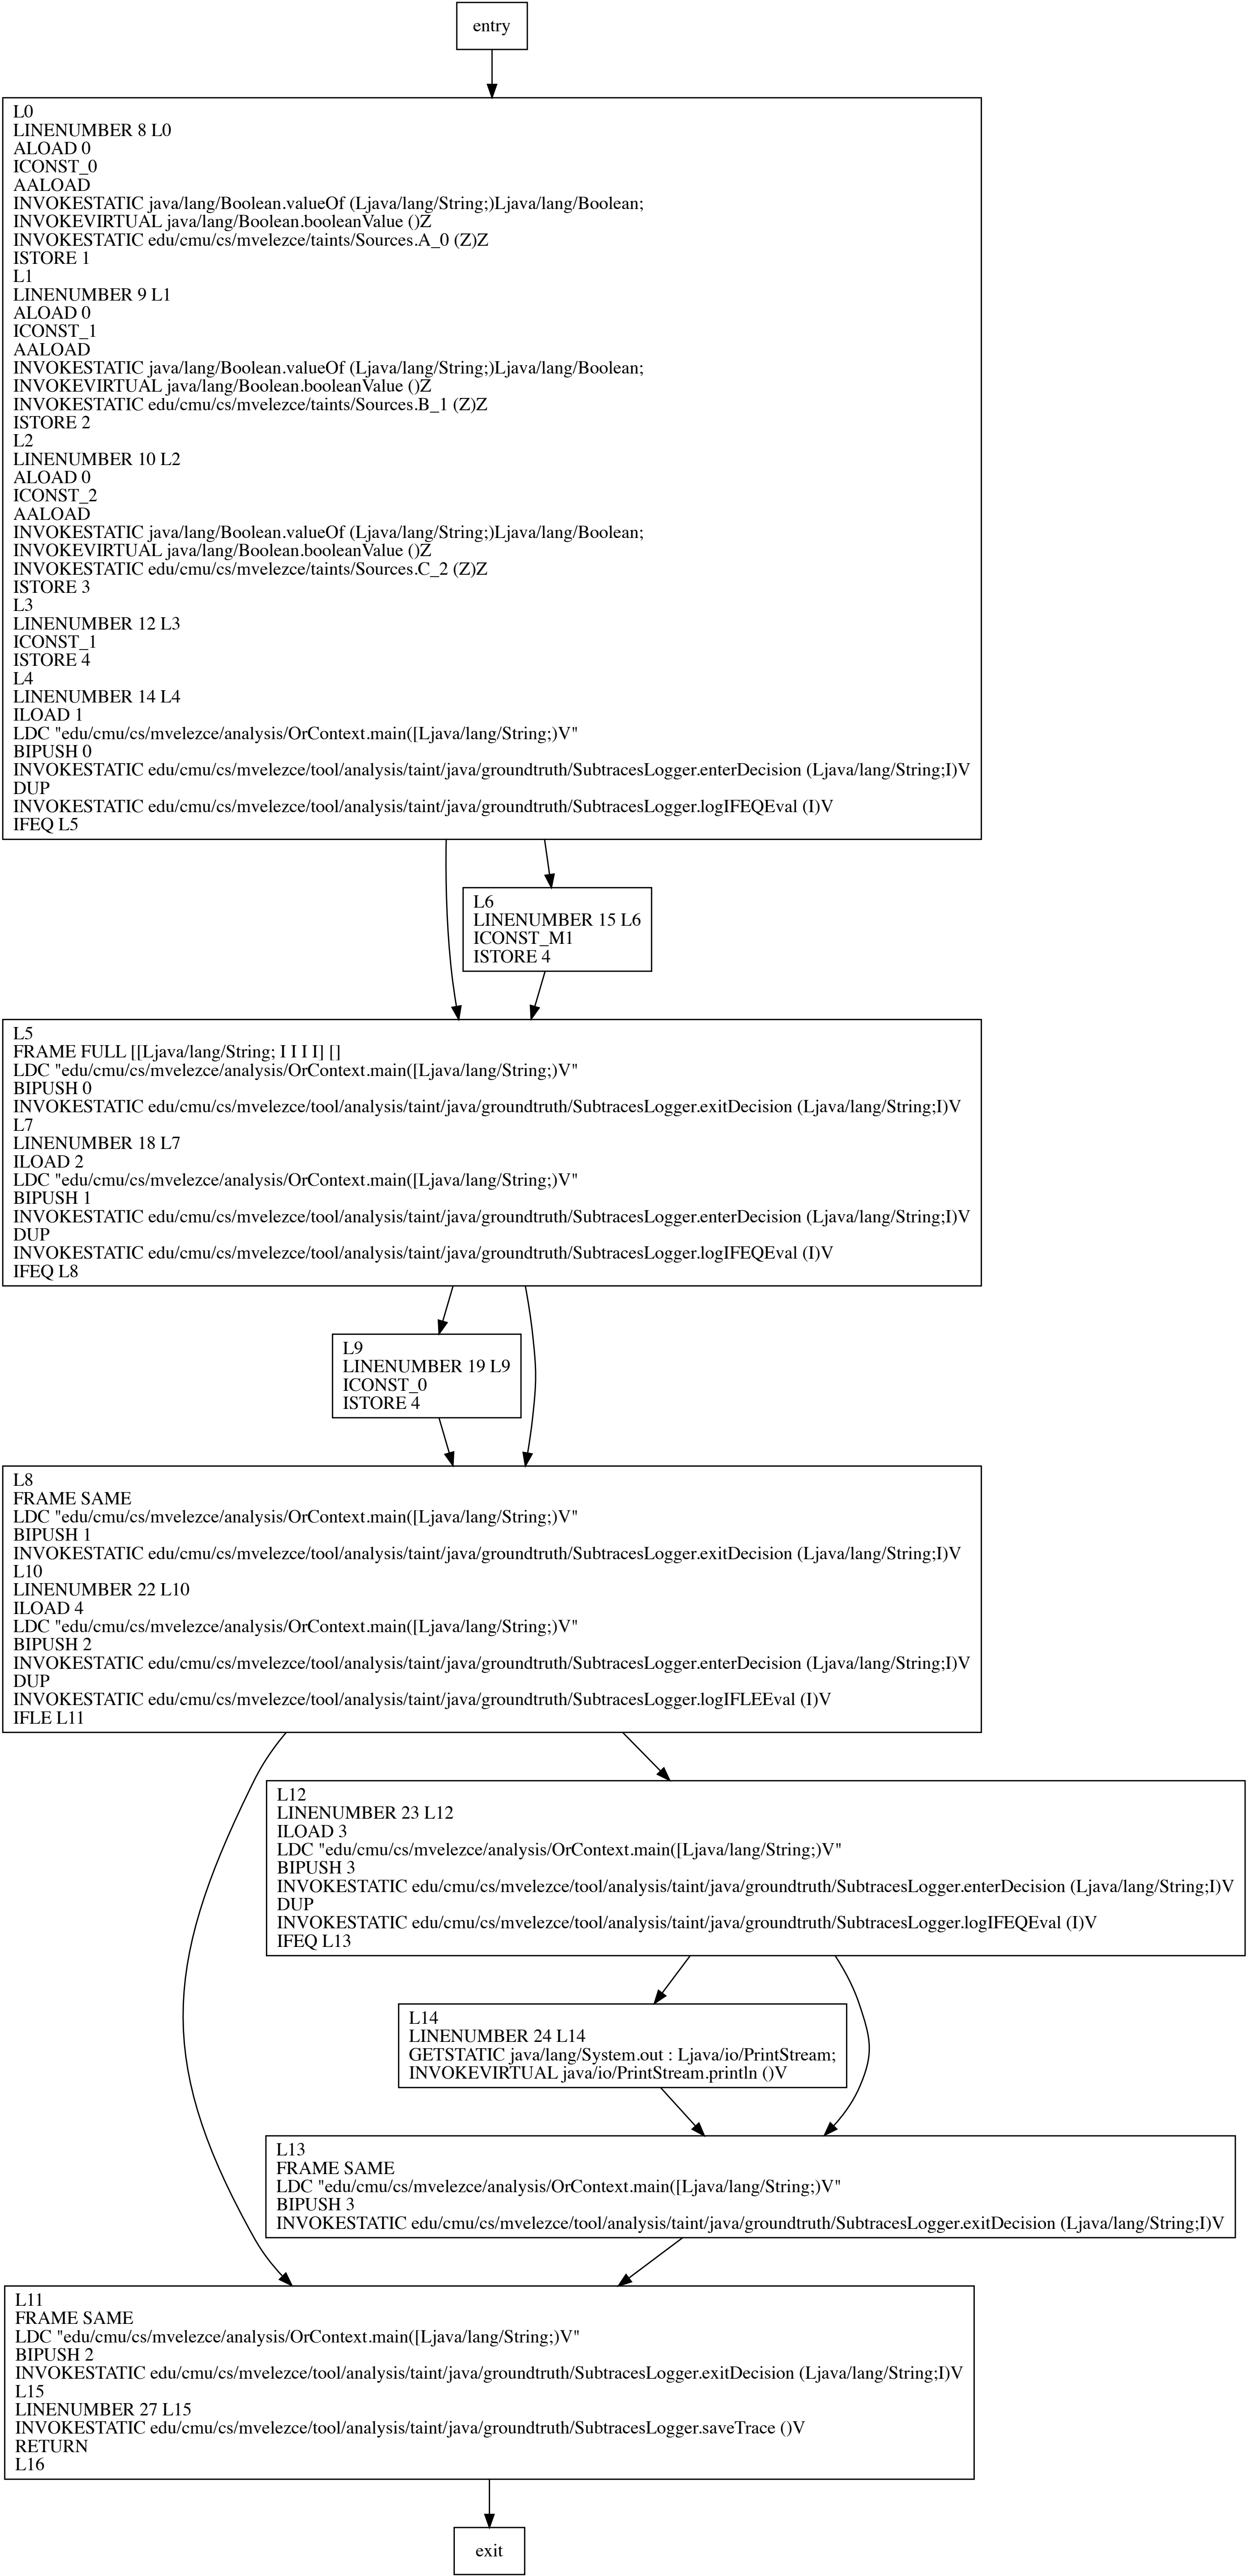 entry
L0
LINENUMBER 8 L0
ALOAD 0
ICONST_0
AALOAD
INVOKESTATIC java/lang/Boolean.valueOf (Ljava/lang/String;)Ljava/lang/Boolean;
INVOKEVIRTUAL java/lang/Boolean.booleanValue ()Z
INVOKESTATIC edu/cmu/cs/mvelezce/taints/Sources.A_0 (Z)Z
ISTORE 1
L1
LINENUMBER 9 L1
ALOAD 0
ICONST_1
AALOAD
INVOKESTATIC java/lang/Boolean.valueOf (Ljava/lang/String;)Ljava/lang/Boolean;
INVOKEVIRTUAL java/lang/Boolean.booleanValue ()Z
INVOKESTATIC edu/cmu/cs/mvelezce/taints/Sources.B_1 (Z)Z
ISTORE 2
L2
LINENUMBER 10 L2
ALOAD 0
ICONST_2
AALOAD
INVOKESTATIC java/lang/Boolean.valueOf (Ljava/lang/String;)Ljava/lang/Boolean;
INVOKEVIRTUAL java/lang/Boolean.booleanValue ()Z
INVOKESTATIC edu/cmu/cs/mvelezce/taints/Sources.C_2 (Z)Z
ISTORE 3
L3
LINENUMBER 12 L3
ICONST_1
ISTORE 4
L4
LINENUMBER 14 L4
ILOAD 1
LDC "edu/cmu/cs/mvelezce/analysis/OrContext.main([Ljava/lang/String;)V"
BIPUSH 0
INVOKESTATIC edu/cmu/cs/mvelezce/tool/analysis/taint/java/groundtruth/SubtracesLogger.enterDecision (Ljava/lang/String;I)V
DUP
INVOKESTATIC edu/cmu/cs/mvelezce/tool/analysis/taint/java/groundtruth/SubtracesLogger.logIFEQEval (I)V
IFEQ L5
L6
LINENUMBER 15 L6
ICONST_M1
ISTORE 4
L5
FRAME FULL [[Ljava/lang/String; I I I I] []
LDC "edu/cmu/cs/mvelezce/analysis/OrContext.main([Ljava/lang/String;)V"
BIPUSH 0
INVOKESTATIC edu/cmu/cs/mvelezce/tool/analysis/taint/java/groundtruth/SubtracesLogger.exitDecision (Ljava/lang/String;I)V
L7
LINENUMBER 18 L7
ILOAD 2
LDC "edu/cmu/cs/mvelezce/analysis/OrContext.main([Ljava/lang/String;)V"
BIPUSH 1
INVOKESTATIC edu/cmu/cs/mvelezce/tool/analysis/taint/java/groundtruth/SubtracesLogger.enterDecision (Ljava/lang/String;I)V
DUP
INVOKESTATIC edu/cmu/cs/mvelezce/tool/analysis/taint/java/groundtruth/SubtracesLogger.logIFEQEval (I)V
IFEQ L8
L9
LINENUMBER 19 L9
ICONST_0
ISTORE 4
L8
FRAME SAME
LDC "edu/cmu/cs/mvelezce/analysis/OrContext.main([Ljava/lang/String;)V"
BIPUSH 1
INVOKESTATIC edu/cmu/cs/mvelezce/tool/analysis/taint/java/groundtruth/SubtracesLogger.exitDecision (Ljava/lang/String;I)V
L10
LINENUMBER 22 L10
ILOAD 4
LDC "edu/cmu/cs/mvelezce/analysis/OrContext.main([Ljava/lang/String;)V"
BIPUSH 2
INVOKESTATIC edu/cmu/cs/mvelezce/tool/analysis/taint/java/groundtruth/SubtracesLogger.enterDecision (Ljava/lang/String;I)V
DUP
INVOKESTATIC edu/cmu/cs/mvelezce/tool/analysis/taint/java/groundtruth/SubtracesLogger.logIFLEEval (I)V
IFLE L11
L12
LINENUMBER 23 L12
ILOAD 3
LDC "edu/cmu/cs/mvelezce/analysis/OrContext.main([Ljava/lang/String;)V"
BIPUSH 3
INVOKESTATIC edu/cmu/cs/mvelezce/tool/analysis/taint/java/groundtruth/SubtracesLogger.enterDecision (Ljava/lang/String;I)V
DUP
INVOKESTATIC edu/cmu/cs/mvelezce/tool/analysis/taint/java/groundtruth/SubtracesLogger.logIFEQEval (I)V
IFEQ L13
L14
LINENUMBER 24 L14
GETSTATIC java/lang/System.out : Ljava/io/PrintStream;
INVOKEVIRTUAL java/io/PrintStream.println ()V
L13
FRAME SAME
LDC "edu/cmu/cs/mvelezce/analysis/OrContext.main([Ljava/lang/String;)V"
BIPUSH 3
INVOKESTATIC edu/cmu/cs/mvelezce/tool/analysis/taint/java/groundtruth/SubtracesLogger.exitDecision (Ljava/lang/String;I)V
L11
FRAME SAME
LDC "edu/cmu/cs/mvelezce/analysis/OrContext.main([Ljava/lang/String;)V"
BIPUSH 2
INVOKESTATIC edu/cmu/cs/mvelezce/tool/analysis/taint/java/groundtruth/SubtracesLogger.exitDecision (Ljava/lang/String;I)V
L15
LINENUMBER 27 L15
INVOKESTATIC edu/cmu/cs/mvelezce/tool/analysis/taint/java/groundtruth/SubtracesLogger.saveTrace ()V
RETURN
L16
exit